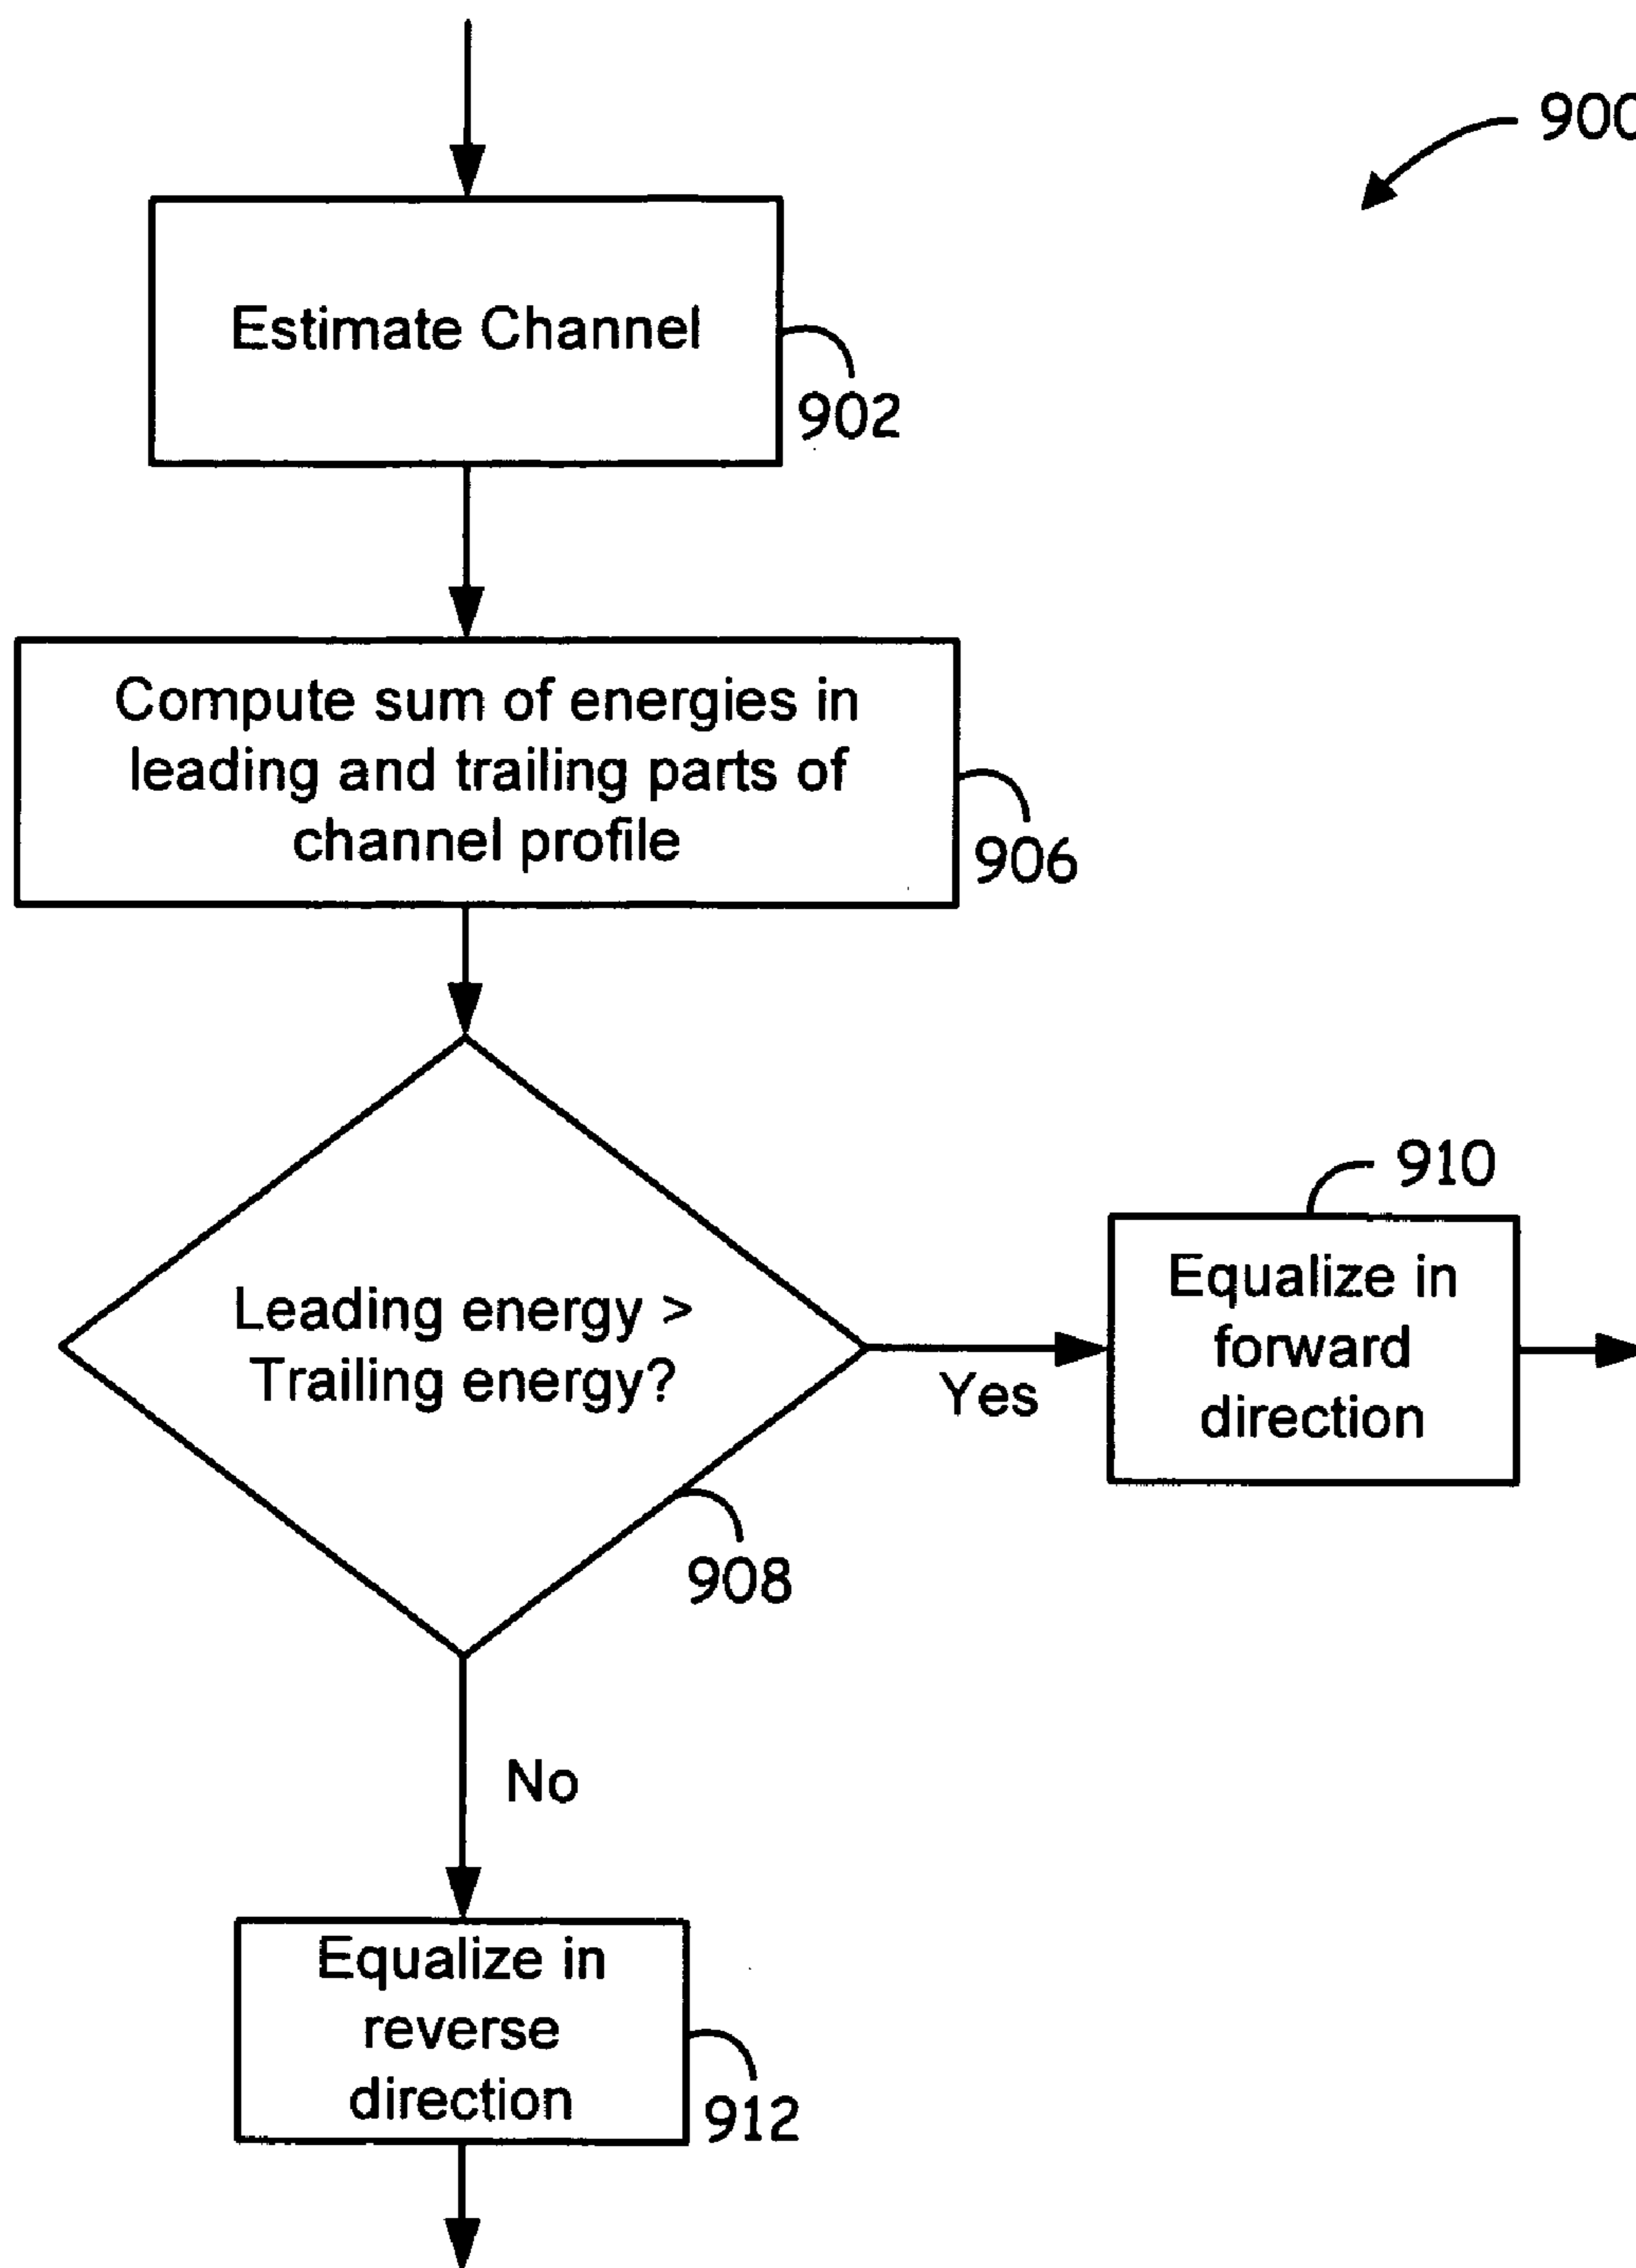 900
Estimate Channel
902
Compute sum of energies in
leading and trailing parts of
channel profile
906
Leading energy >
Trailing energy?
908
Yes
910
Equalize in
forward
direction
No
Equalize in
reverse
direction
912